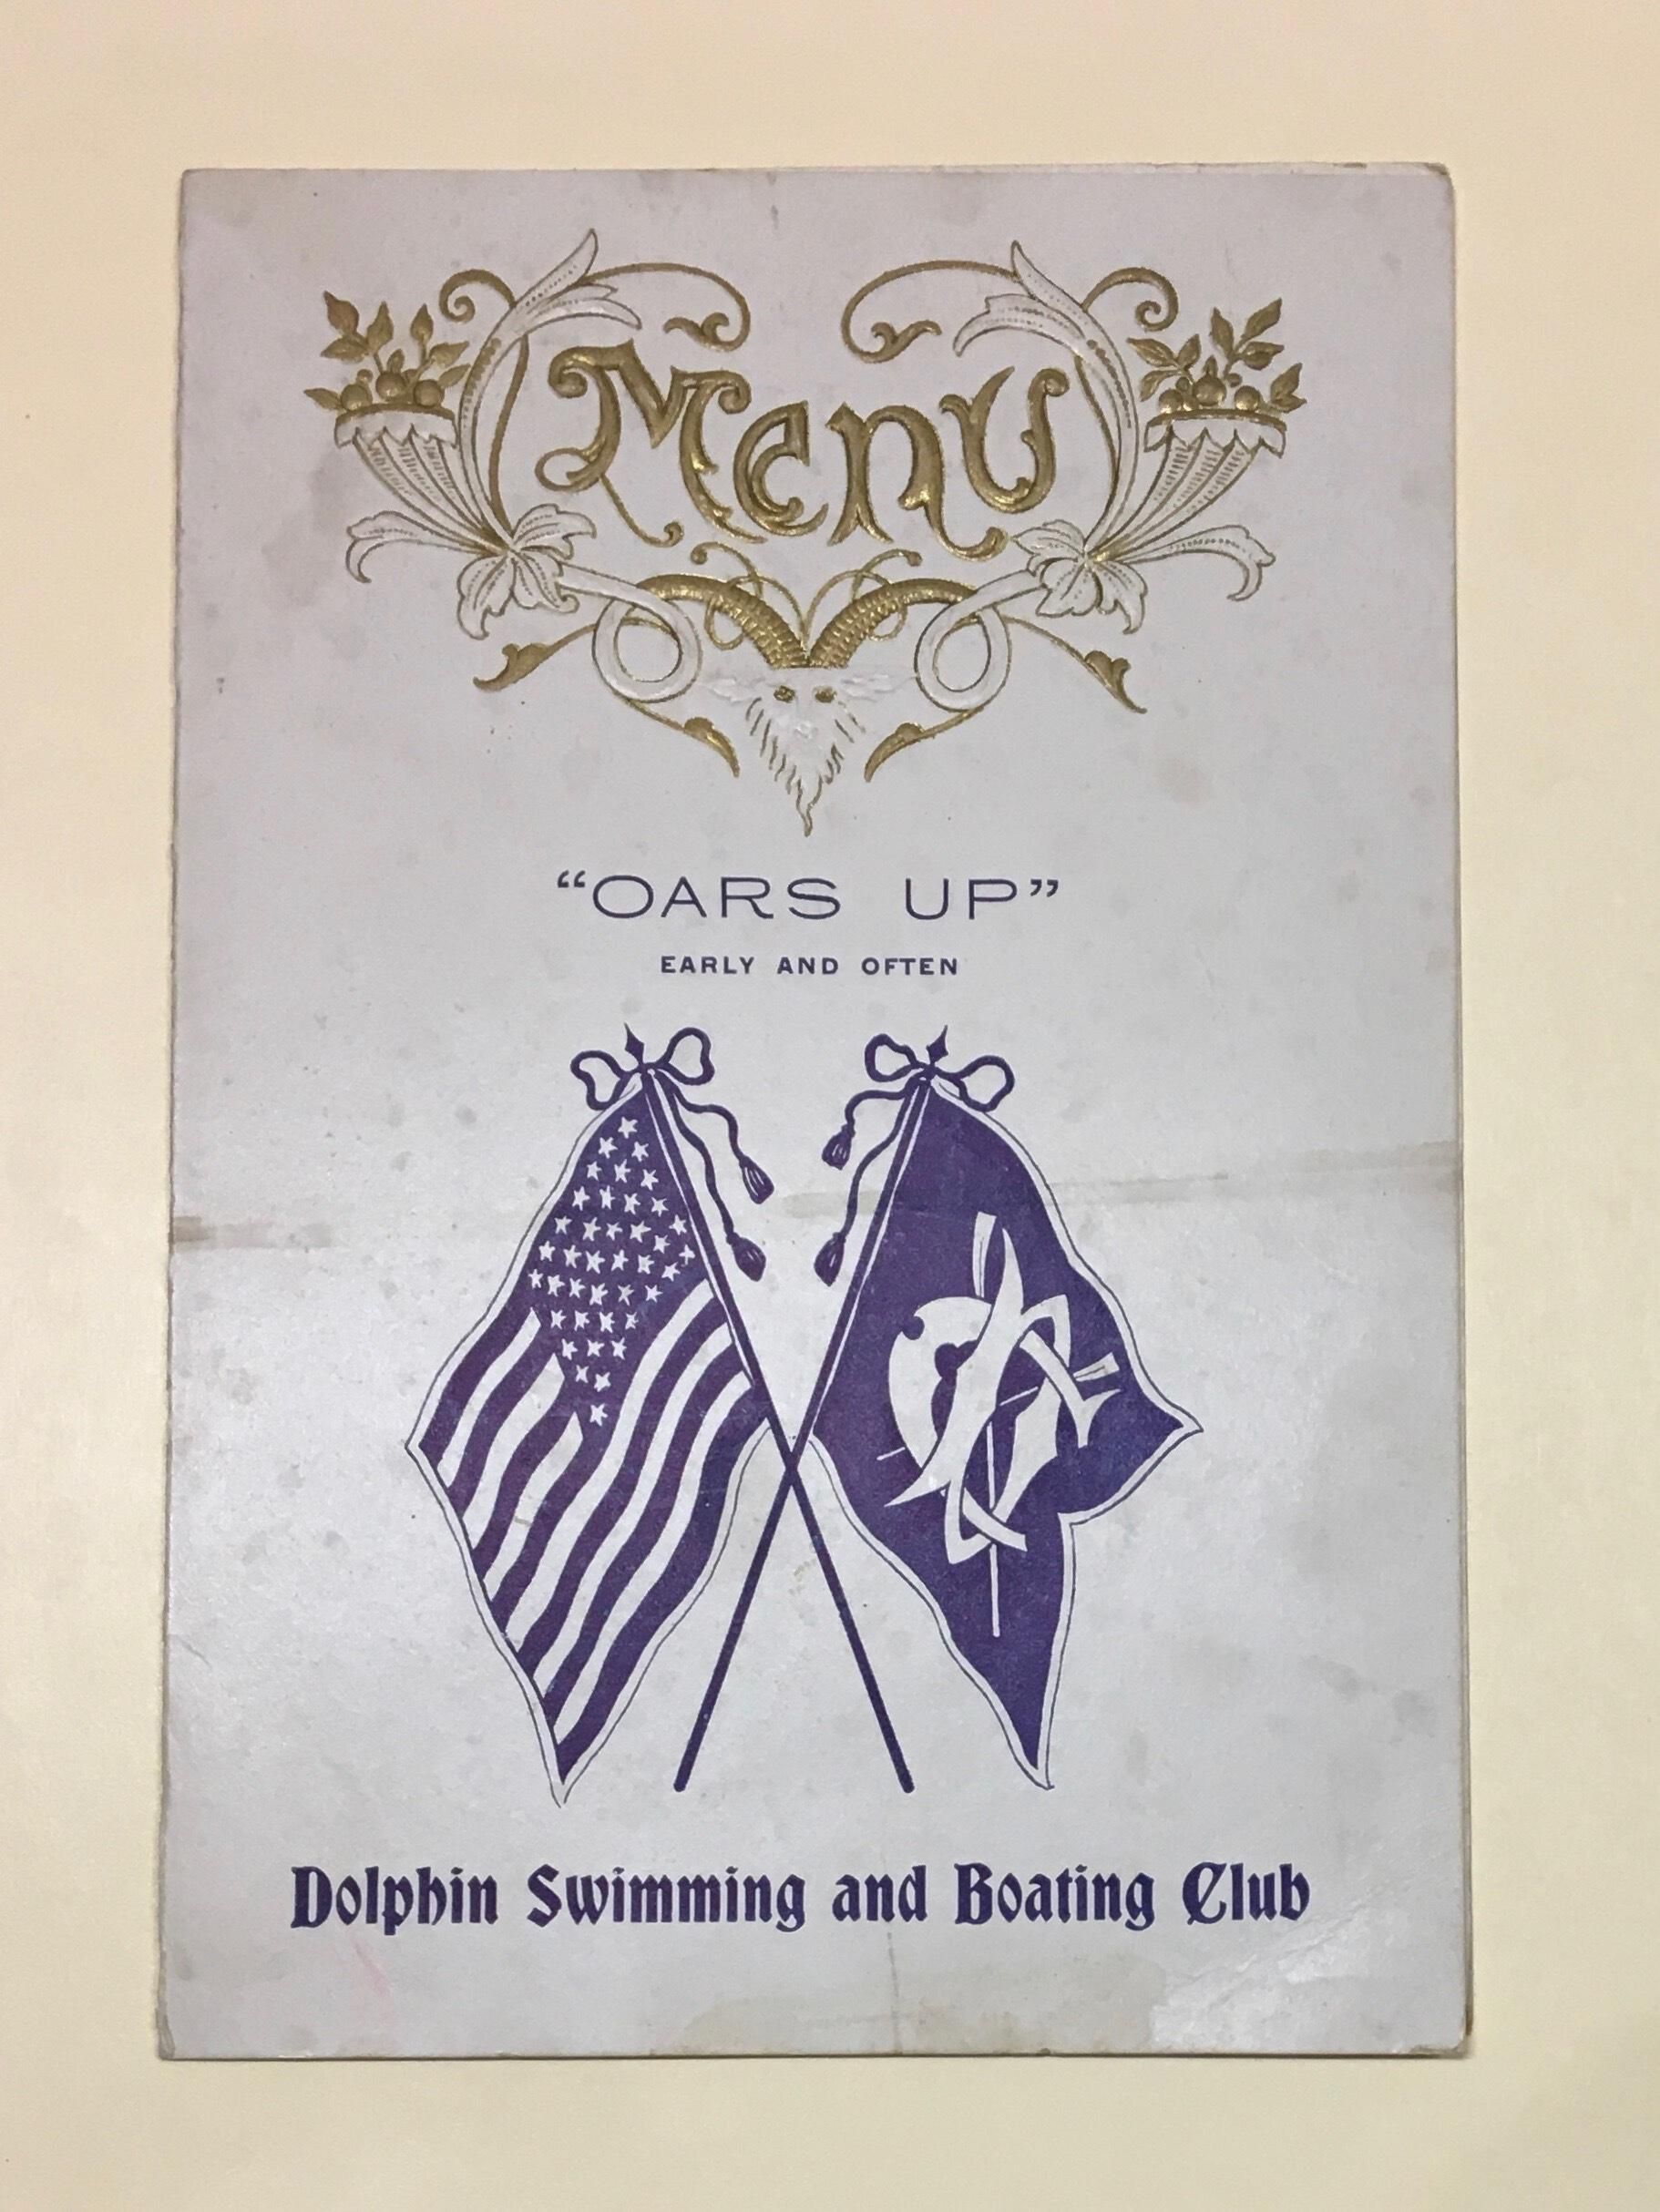 Menu
“OARS UP”
EARLY AND OFTEN
Dolphin Swimming and Boating Club